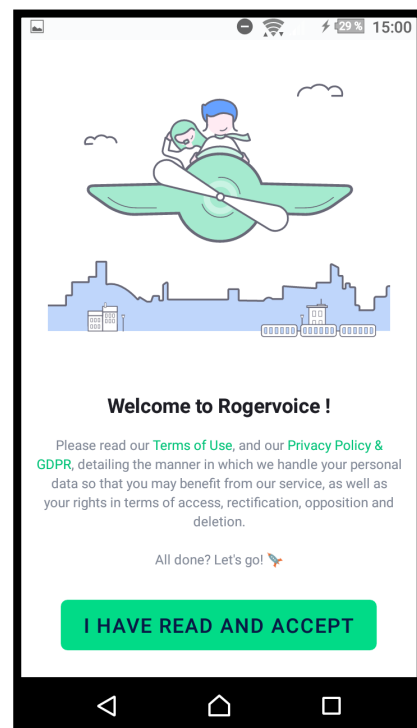 29 % 15:00
Welcome to Rogervoice !
Please read our Terms of Use, and our Privacy Policy &
GDPR, detailing the manner in which we handle your personal
data so that you may benefit from our service, as well as
your rights in terms of access, rectification, opposition and
deletion.
All done? Let's go! 🚀
I HAVE READ AND ACCEPT